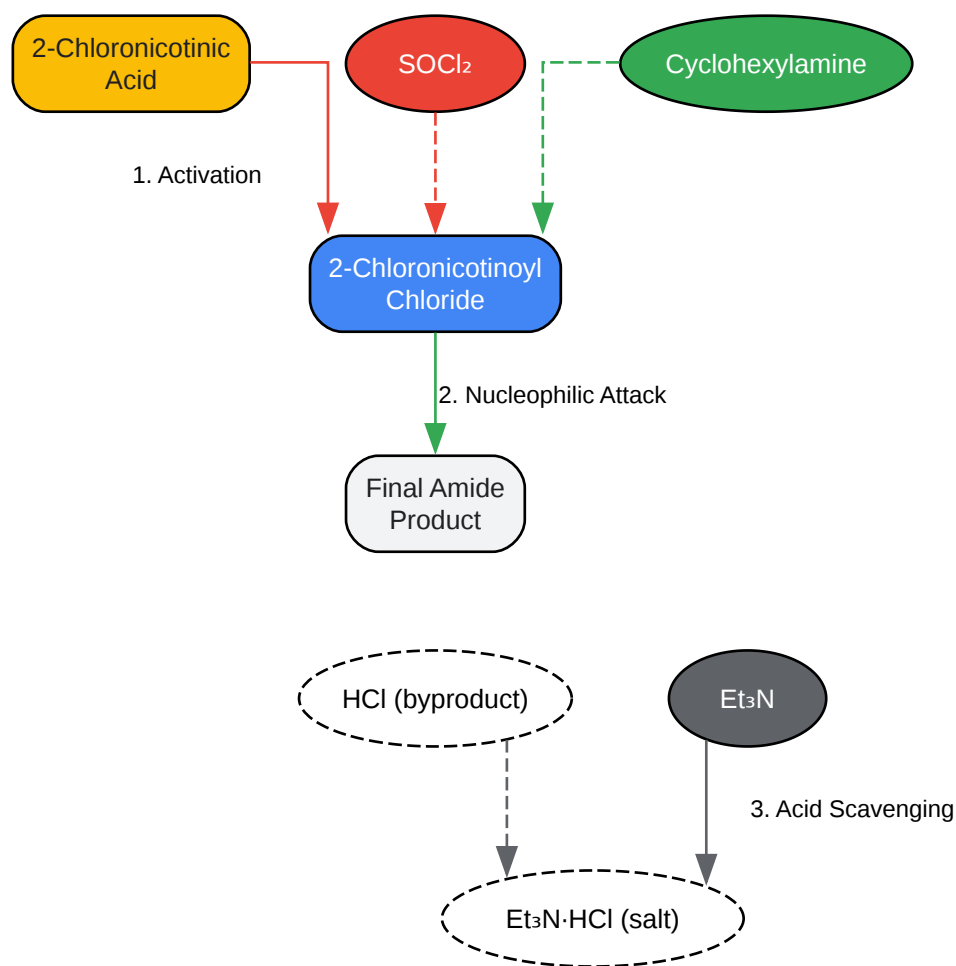 2-Chloronicotinic
Acid
SOCl₂
Cyclohexylamine
1. Activation
2-Chloronicotinoyl
Chloride
2. Nucleophilic Attack
Final Amide
Product
HCl (byproduct)
Et₃N
3. Acid Scavenging
Et₃N·HCl (salt)